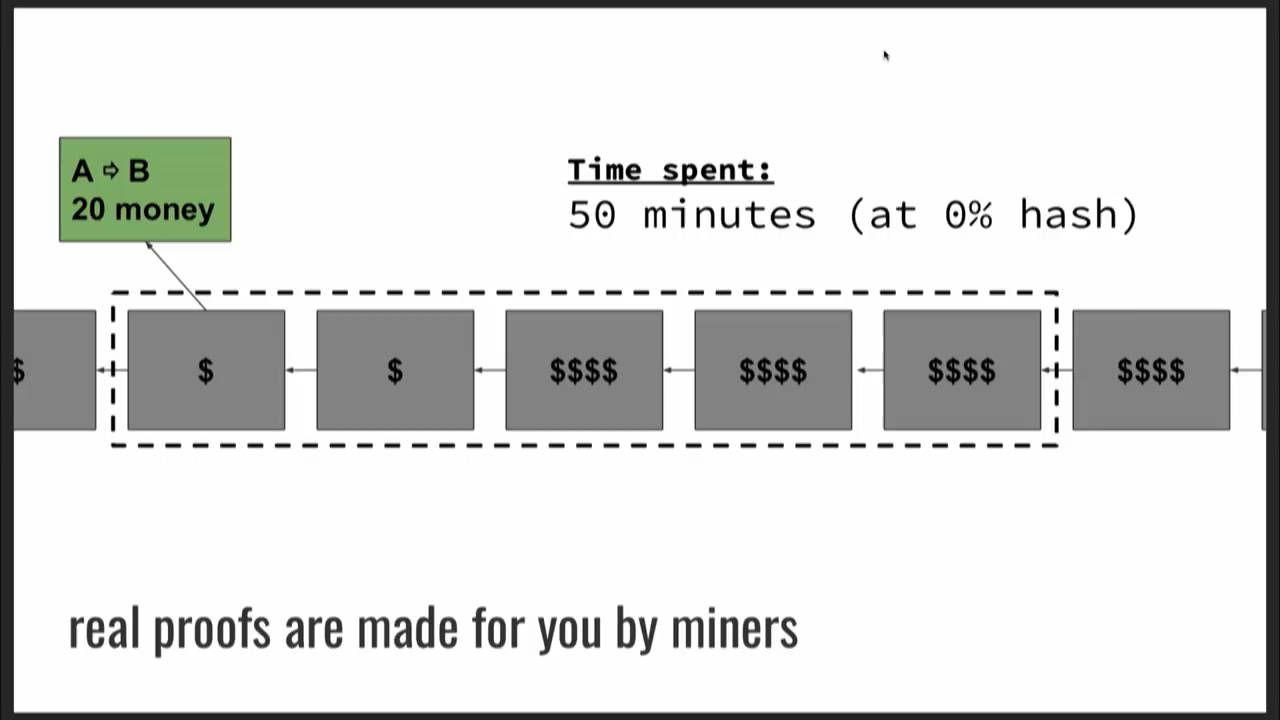 A ⇨ B
20 money
Time spent:
50 minutes (at 0% hash)
$ $ $ $$$$ $$$$ $$$$ $$$$
real proofs are made for you by miners